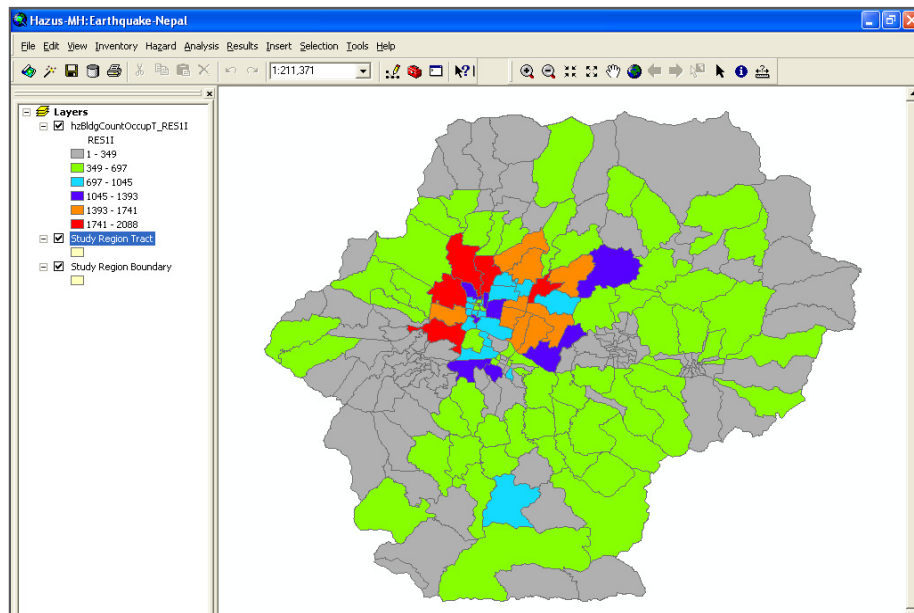 Hazus-MH:Earthquake-Nepal
File Edit View Inventory Hazard Analysis Results Insert Selection Tools Help
1:211,371
Layers
hzBldgCountOccupT_RES1I
RES1I
1 - 349
349 - 697
697 - 1045
1045 - 1393
1393 - 1741
1741 - 2088
Study Region Tract
Study Region Boundary